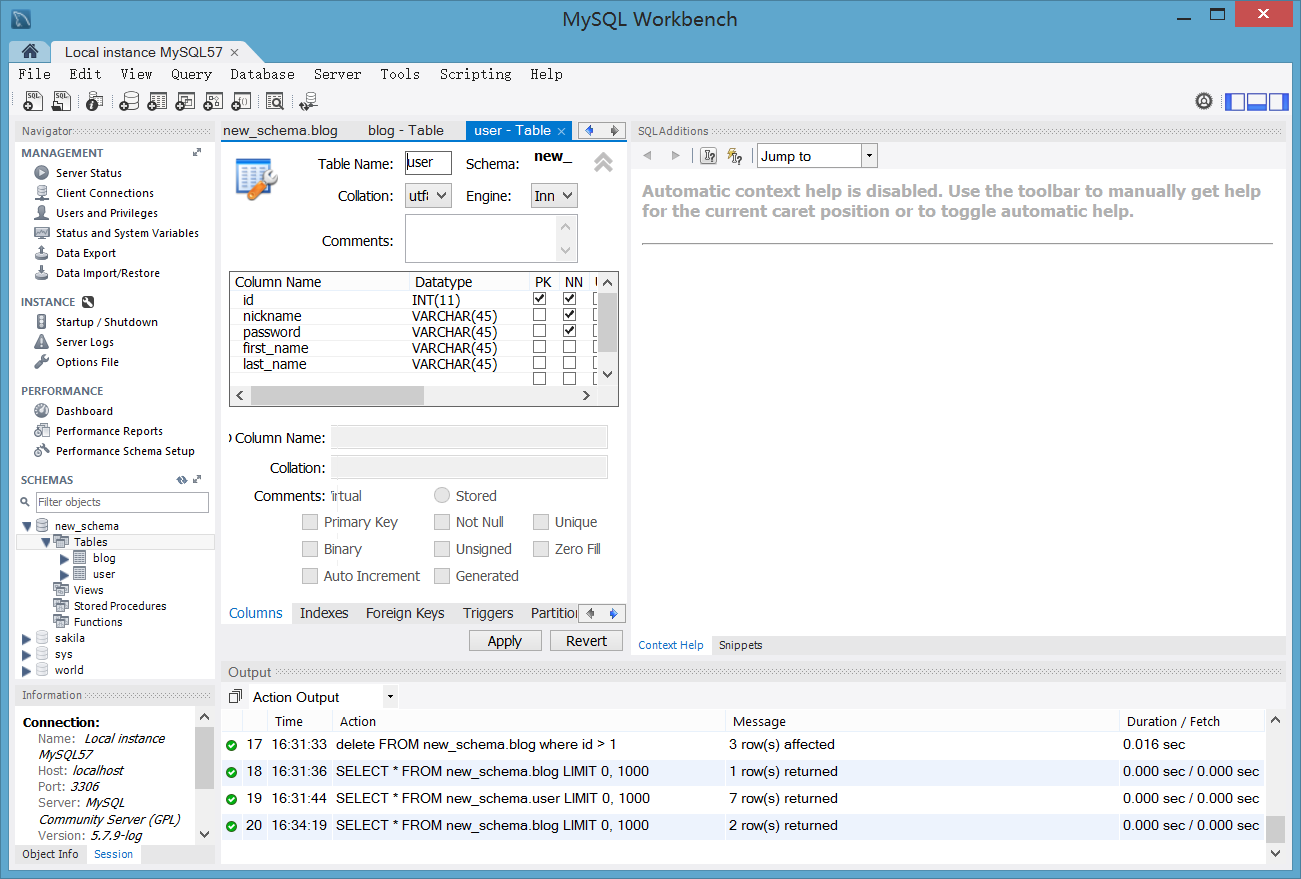 MySQL Workbench
Local instance MySQL57
File Edit View Query Database Server Tools Scripting Help
Navigator
MANAGEMENT
Server Status
Client Connections
Users and Privileges
Status and System Variables
Data Export
Data Import/Restore
INSTANCE
Startup / Shutdown
Server Logs
Options File
PERFORMANCE
Dashboard
Performance Reports
Performance Schema Setup
SCHEMAS
Filter objects
new_schema
Tables
blog
user
Views
Stored Procedures
Functions
sakila
sys
world
Information
Connection:
Name: Local instance
MySQL57
Host: localhost
Port: 3306
Server: MySQL
Community Server (GPL)
Version: 5.7.9-log
Object Info Session
new_schema.blog blog - Table user - Table
Table Name: user Schema: new_
Collation: utf Engine: Inn
Comments:
Column Name Datatype PK NN
id INT(11)
nickname VARCHAR(45)
password VARCHAR(45)
first_name VARCHAR(45)
last_name VARCHAR(45)
Column Name:
Collation:
Comments: irtual Stored
Primary Key Not Null Unique
Binary Unsigned Zero Fill
Auto Increment Generated
Columns Indexes Foreign Keys Triggers Partition
Apply Revert
SQLAdditions
Jump to
Automatic context help is disabled. Use the toolbar to manually get help
for the current caret position or to toggle automatic help.
Context Help Snippets
Output
Action Output
Time Action Message Duration / Fetch
17 16:31:33 delete FROM new_schema.blog where id > 1 3 row(s) affected 0.016 sec
18 16:31:36 SELECT * FROM new_schema.blog LIMIT 0, 1000 1 row(s) returned 0.000 sec / 0.000 sec
19 16:31:44 SELECT * FROM new_schema.user LIMIT 0, 1000 7 row(s) returned 0.000 sec / 0.000 sec
20 16:34:19 SELECT * FROM new_schema.blog LIMIT 0, 1000 2 row(s) returned 0.000 sec / 0.000 sec